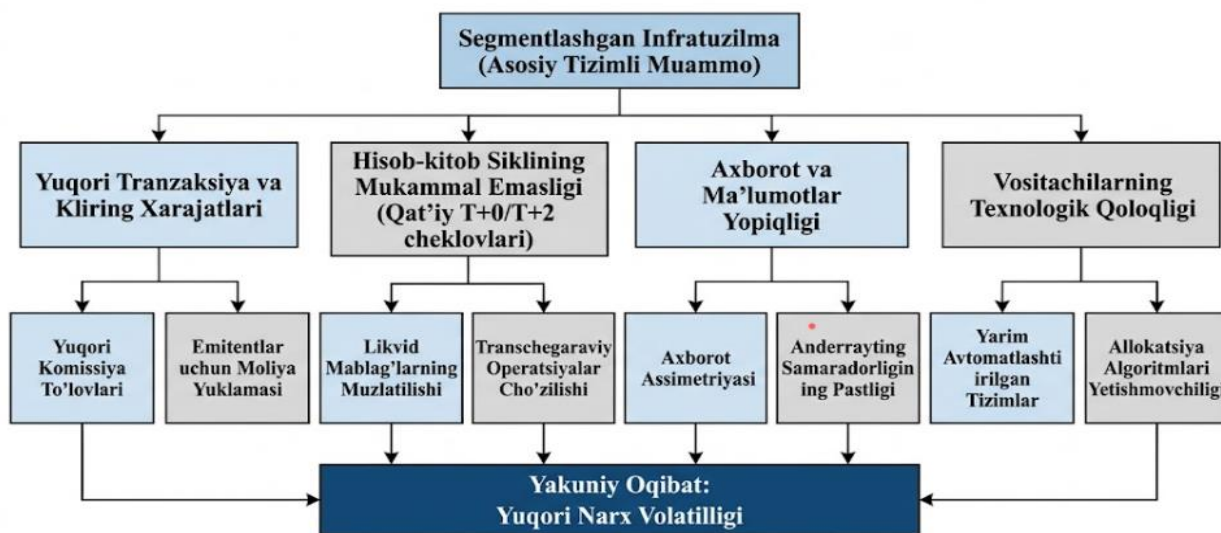 Segmentlashgan Infratuzilma
(Asosiy Tizimli Muammo)
Yuqori Tranzaksiya va
Kliring Xarajatlari
Hisob-kitob Siklining
Mukammal Emasligi
(Qat'iy T+0/T+2
cheklovlari)
Axborot va
Ma'lumotlar
Yopiqligi
Vositachilarning
Texnologik Qoloqligi
Yuqori
Komissiya
To'lovlari
Emitentlar
uchun Moliya
Yuklamasi
Likvid
Mablag'larning
Muzlatilishi
Transchegaraviy
Operatsiyalar
Cho'zilishi
Axborot
Assimetriyasi
Anderrayting
Samaradorligin
ing Pastligi
Yarim
Avtomatlashti
irilgan
Tizimlar
Allokatsiya
Algoritmlari
Yetishmovchiligi
Yakuniy Oqibat:
Yuqori Narx Volatilligi